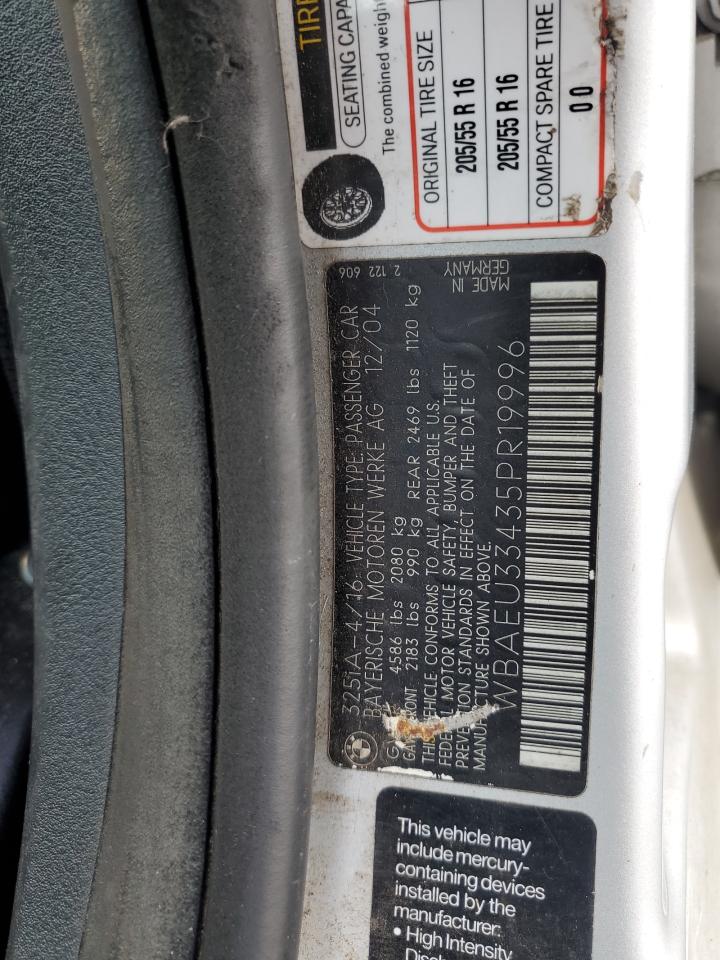 TIRE
SEATING CAPA
The combined weight
ORIGINAL TIRE SIZE
205/55 R 16
205/55 R 16
COMPACT SPARE TIRE
00
325iA-4/16 VEHICLE TYPE: PASSENGER CAR
BAYERISCHE MOTOREN WERKE AG 12/04
2 122 606
4586 lbs 2080 kg
FRONT 2183 lbs 990 kg REAR 2469 lbs 1120 kg
THIS VEHICLE CONFORMS TO ALL APPLICABLE U.S.
FEDERAL MOTOR VEHICLE SAFETY, BUMPER AND THEFT
PREVENTION STANDARDS IN EFFECT ON THE DATE OF
MANUFACTURE SHOWN ABOVE.
MADE IN
GERMANY
WBAEU33435PR19996
This vehicle may
include mercury-
containing devices
installed by the
manufacturer:
• High Intensity